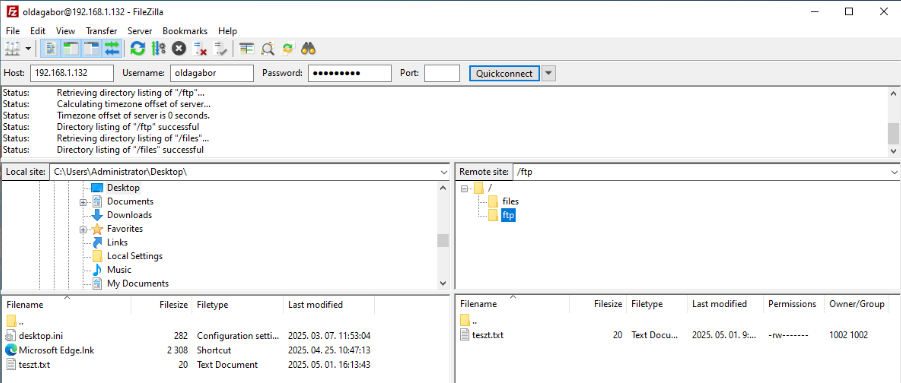 oldagabor@192.168.1.132 - FileZilla
File Edit View Transfer Server Bookmarks Help
Host: 192.168.1.132 Username: oldagabor Password: ●●●●●●●●● Port: Quickconnect
Status: Retrieving directory listing of "/ftp"...
Status: Calculating timezone offset of server...
Status: Timezone offset of server is 0 seconds.
Status: Directory listing of "/ftp" successful
Status: Retrieving directory listing of "/files"...
Status: Directory listing of "/files" successful
Local site: C:\Users\Administrator\Desktop\
Desktop
Documents
Downloads
Favorites
Links
Local Settings
Music
My Documents
Remote site: /ftp
/
files
ftp
Filename Filesize Filetype Last modified
..
desktop.ini 282 Configuration setti... 2025. 03. 07. 11:53:04
Microsoft Edge.lnk 2 308 Shortcut 2025. 04. 25. 10:47:13
teszt.txt 20 Text Document 2025. 05. 01. 16:13:43
Filename Filesize Filetype Last modified Permissions Owner/Group
..
teszt.txt 20 Text Docu... 2025. 05. 01. 9:... -rw------- 1002 1002